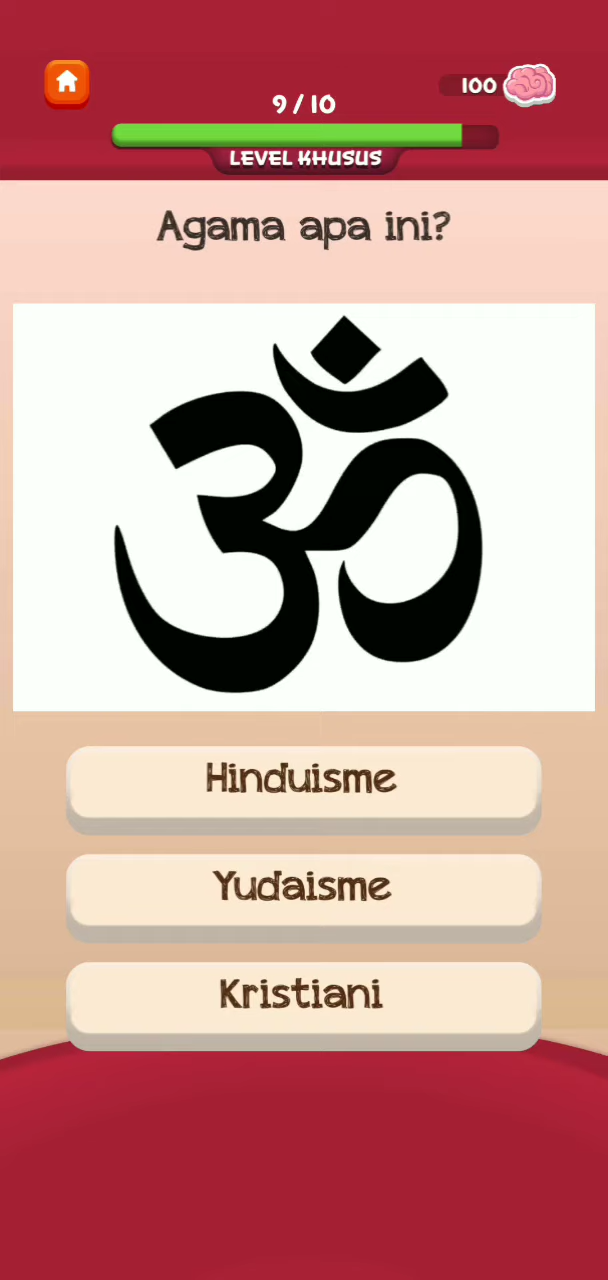 100
9 / 10
LEVEL KHUSUS
Agama apa ini?
ॐ
Hinduisme
Yudaisme
Kristiani